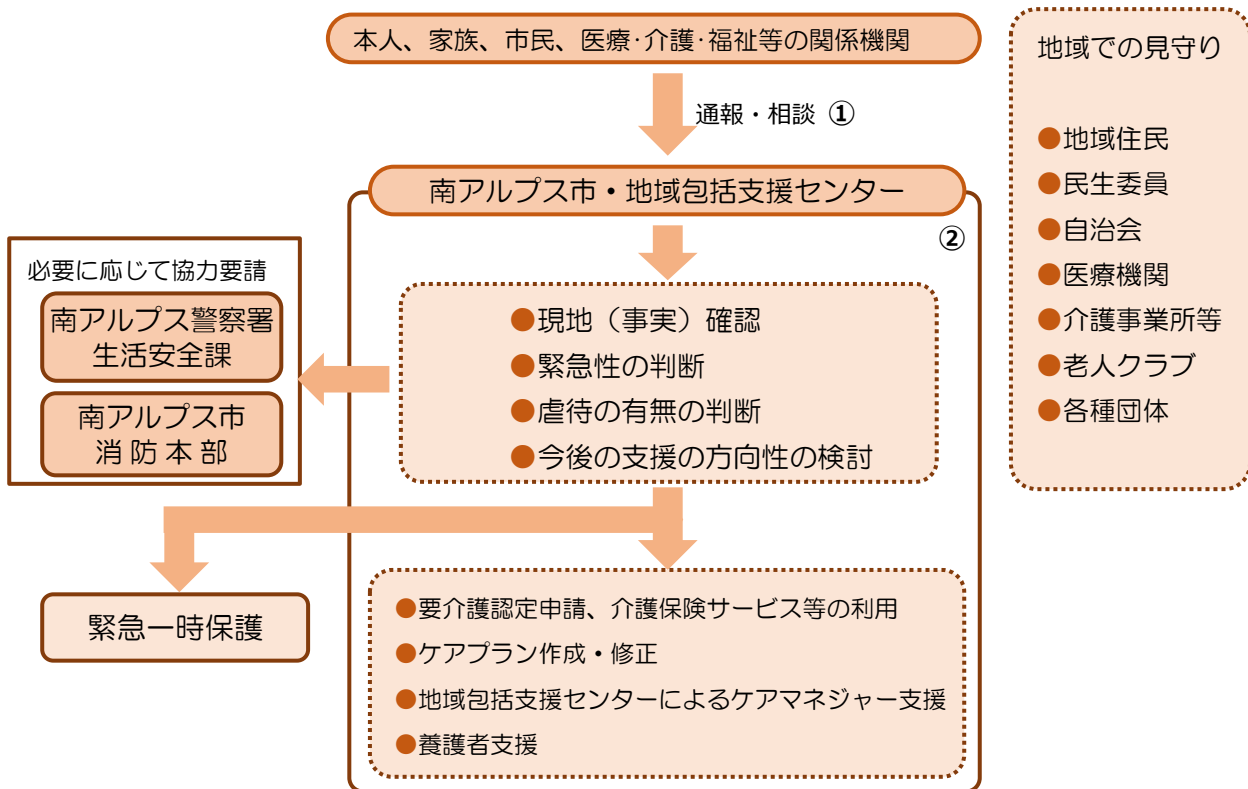 本人、家族、市民、医療・介護・福祉等の関係機関
通報・相談 ①
南アルプス市・地域包括支援センター
②
●現地（事実）確認
●緊急性の判断
●虐待の有無の判断
●今後の支援の方向性の検討
必要に応じて協力要請
南アルプス警察署
生活安全課
南アルプス市
消防本部
緊急一時保護
●要介護認定申請、介護保険サービス等の利用
●ケアプラン作成・修正
●地域包括支援センターによるケアマネジャー支援
●養護者支援
地域での見守り
●地域住民
●民生委員
●自治会
●医療機関
●介護事業所等
●老人クラブ
●各種団体